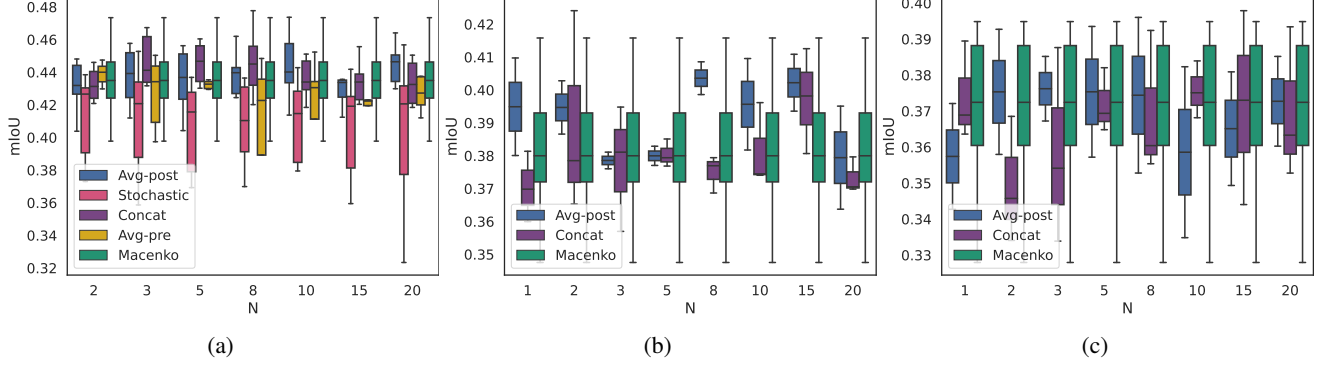 0.48
0.46
0.44
0.42
0.40
0.38
0.36
0.34
0.32
mIoU
Avg-post
Stochastic
Concat
Avg-pre
Macenko
2 3 5 8 10 15 20
N
(a)
0.42
0.41
0.40
0.39
0.38
0.37
0.36
0.35
mIoU
Avg-post
Concat
Macenko
1 2 3 5 8 10 15 20
N
(b)
0.40
0.39
0.38
0.37
0.36
0.35
0.34
0.33
mIoU
Avg-post
Concat
Macenko
1 2 3 5 8 10 15 20
N
(c)